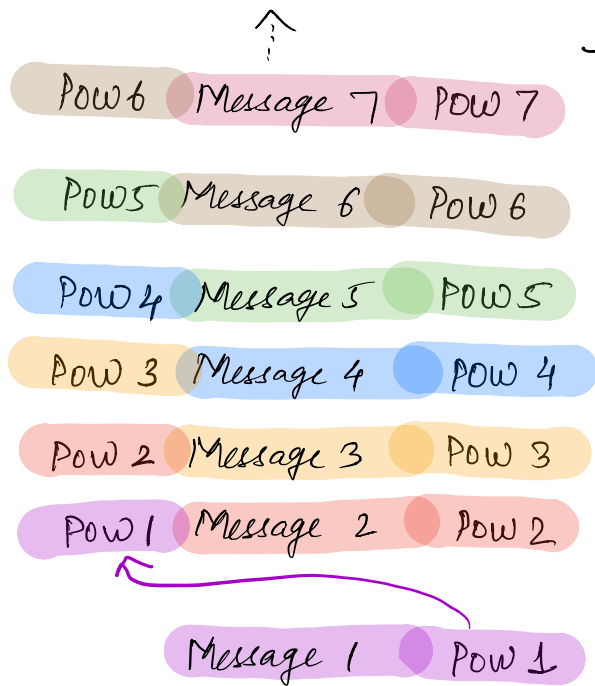 Pow 6 Message 7 Pow 7
Pow 5 Message 6 Pow 6
Pow 4 Message 5 Pow 5
Pow 3 Message 4 Pow 4
Pow 2 Message 3 Pow 3
Pow 1 Message 2 Pow 2
Message 1 Pow 1